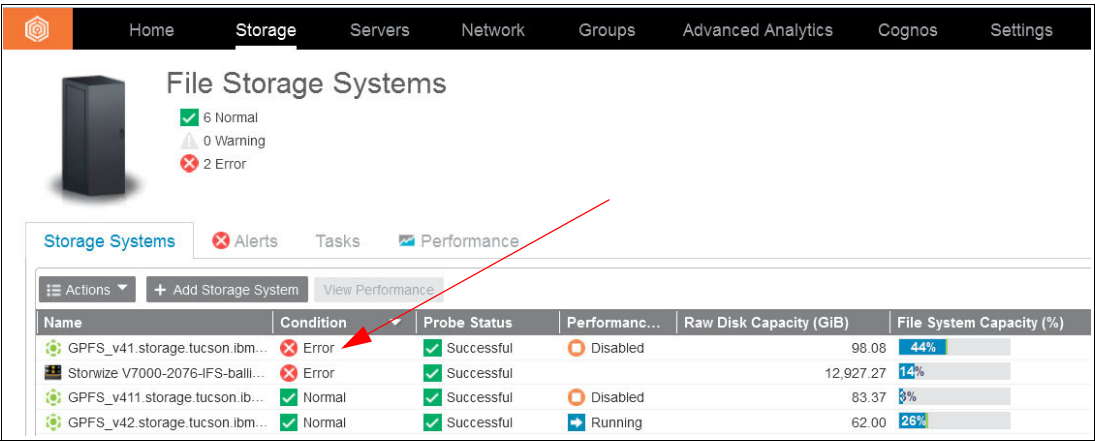 Home Storage Servers Network Groups Advanced Analytics Cognos Settings
File Storage Systems
6 Normal
0 Warning
2 Error
Storage Systems Alerts Tasks Performance
Actions + Add Storage System View Performance
Name Condition Probe Status Performanc... Raw Disk Capacity (GiB) File System Capacity (%)
GPFS_v41.storage.tucson.ibm... Error Successful Disabled 98.08 44%
Storwize V7000-2076-IFS-balli... Error Successful 12,927.27 14%
GPFS_v411.storage.tucson.ib... Normal Successful Disabled 83.37 3%
GPFS_v42.storage.tucson.ibm... Normal Successful Running 62.00 26%